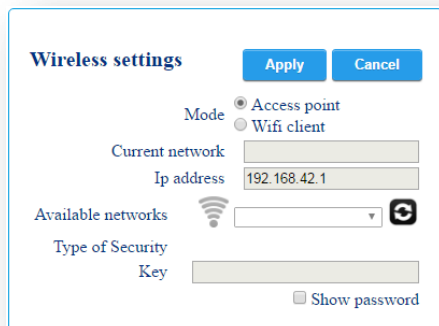 Wireless settings Apply Cancel
Mode Access point
Wifi client
Current network
Ip address 192.168.42.1
Available networks
Type of Security
Key
Show password